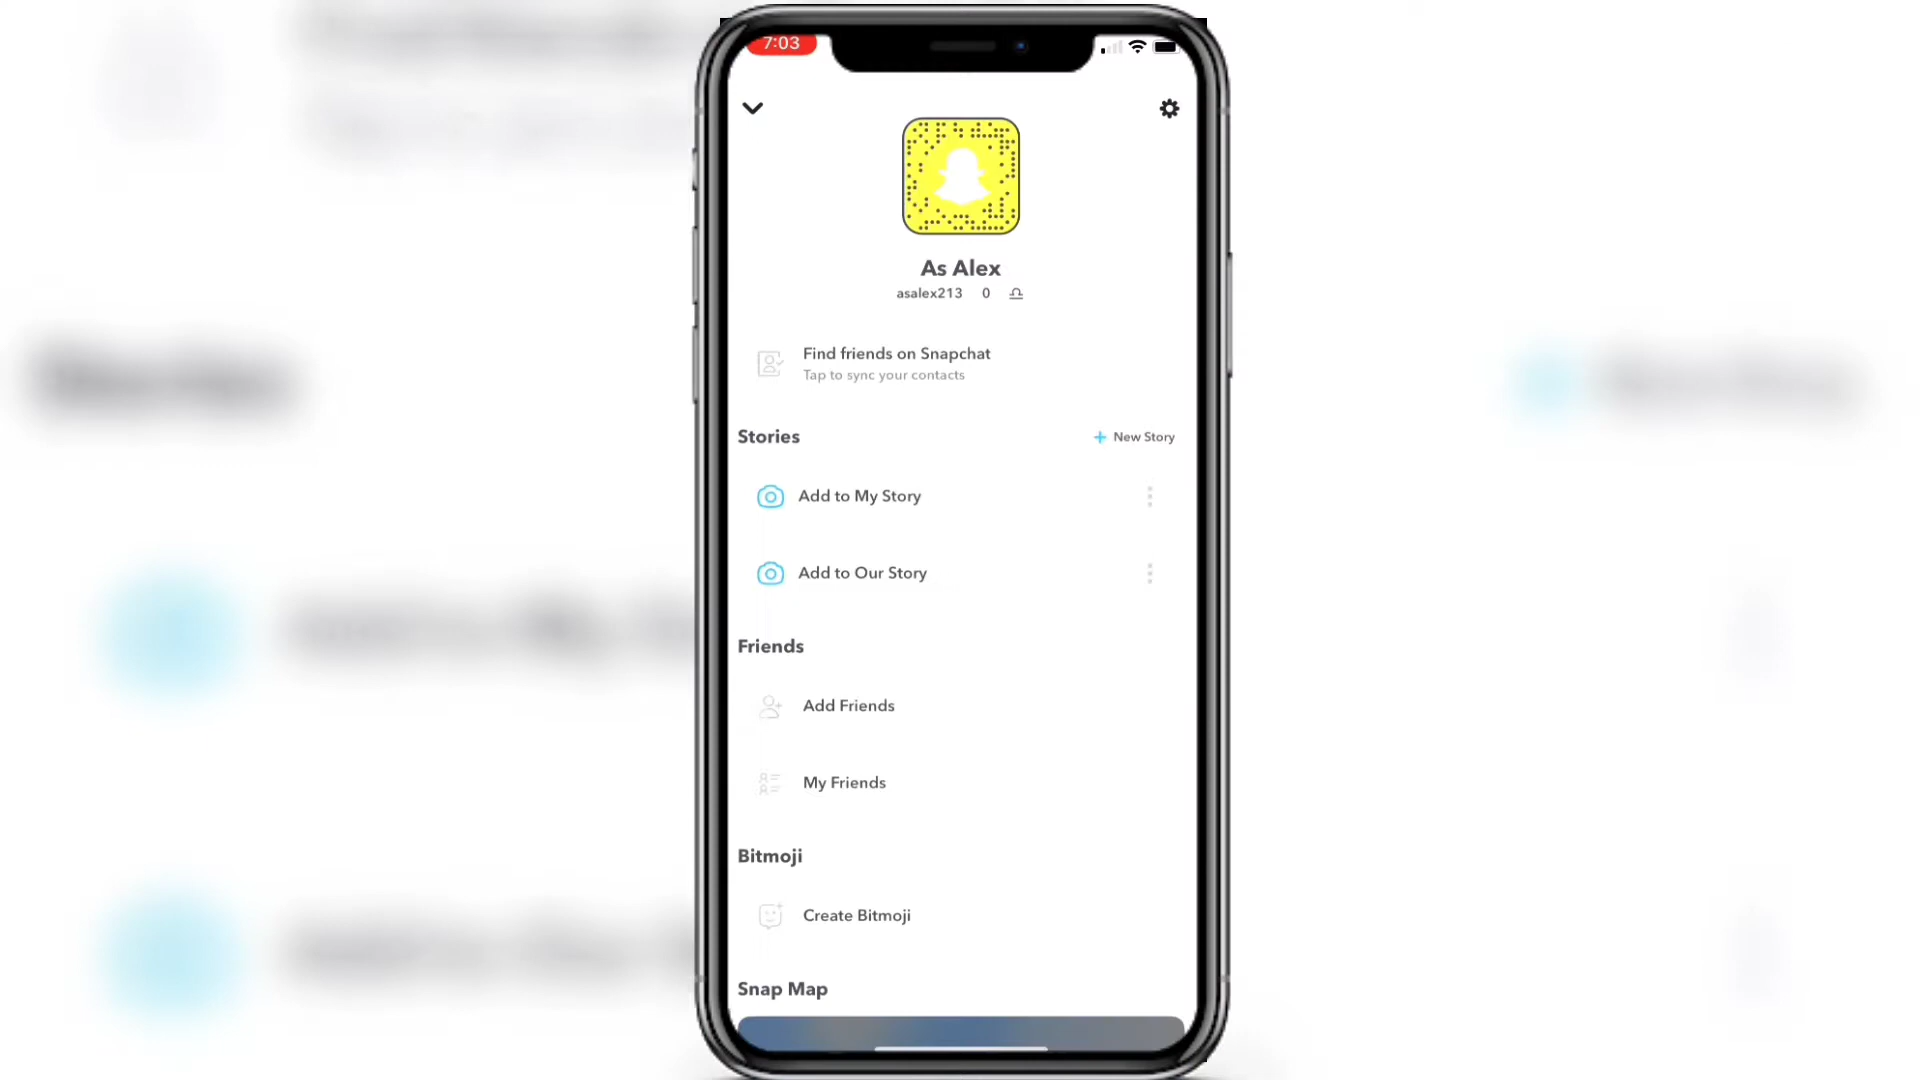 7:03
As Alex
asalex213 0 ♎
Find friends on Snapchat
Tap to sync your contacts
Stories
+ New Story
Add to My Story
Add to Our Story
Friends
Add Friends
My Friends
Bitmoji
Create Bitmoji
Snap Map